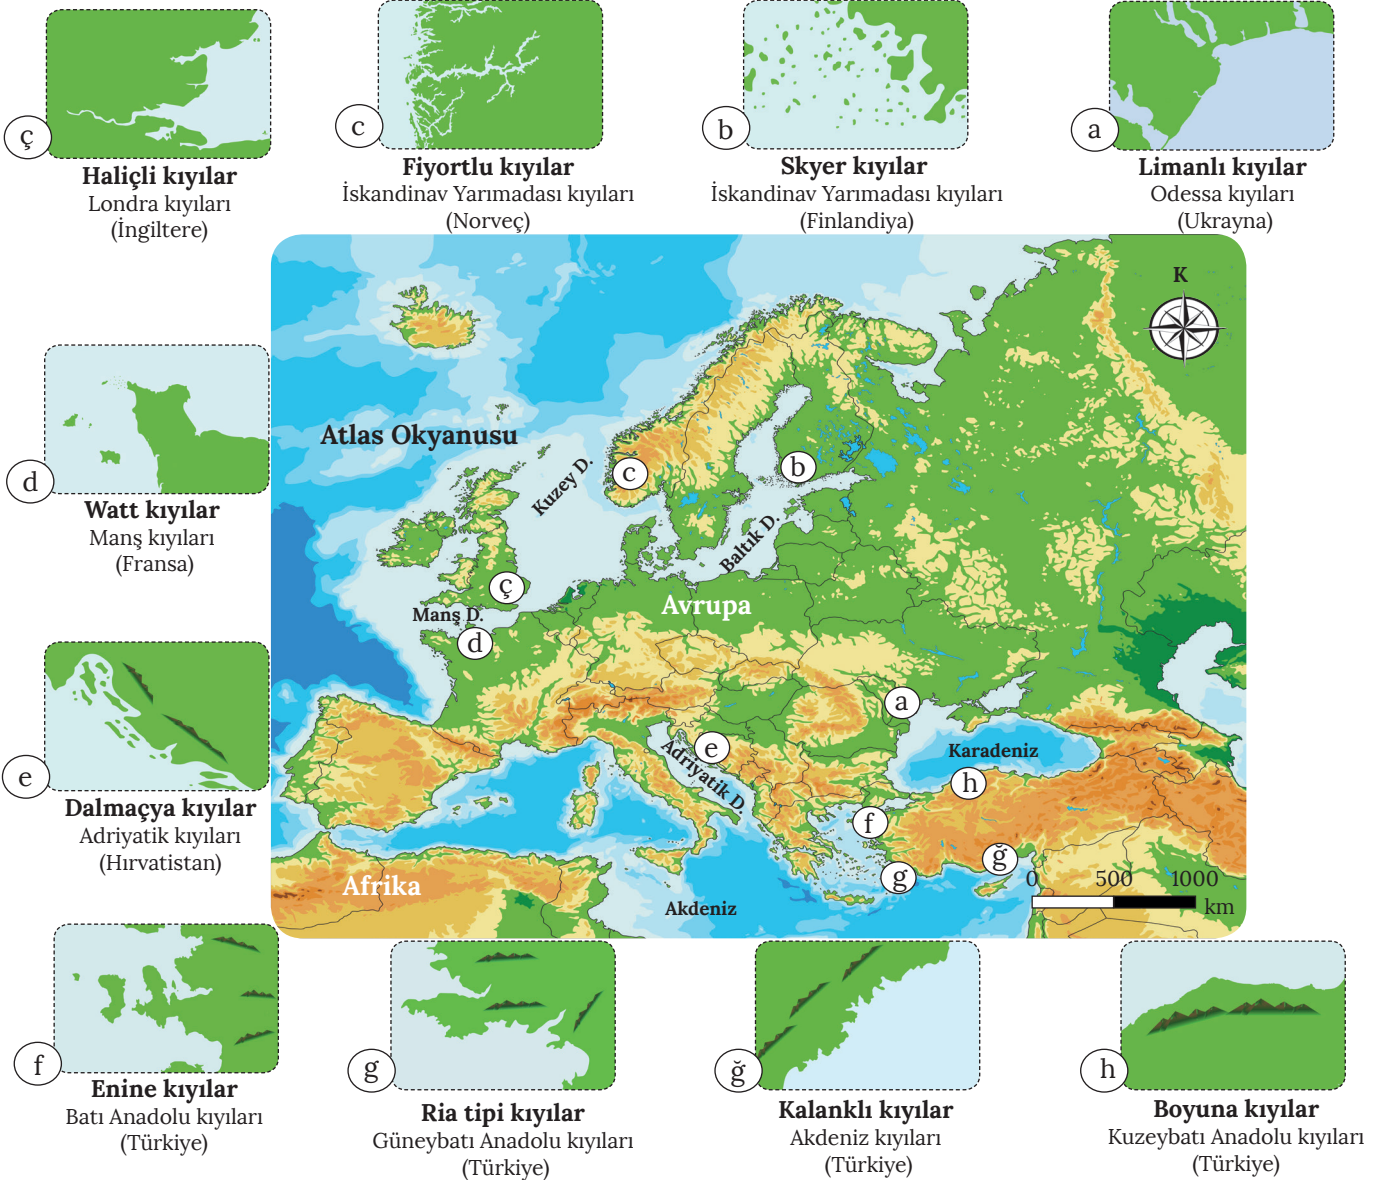 ç
Haliçli kıyılar
Londra kıyıları
(İngiltere)
c
Fiyortlu kıyılar
İskandinav Yarımadası kıyıları
(Norveç)
b
Skyer kıyılar
İskandinav Yarımadası kıyıları
(Finlandiya)
a
Limanlı kıyılar
Odessa kıyıları
(Ukrayna)
d
Watt kıyılar
Manş kıyıları
(Fransa)
e
Dalmaçya kıyılar
Adriyatik kıyıları
(Hırvatistan)
K
Atlas Okyanusu
Kuzey D.
c
b
Baltık D.
ç
Avrupa
Manş D.
d
a
e
Adriyatik D.
Karadeniz
h
f
ğ
g
Afrika
Akdeniz
0 500 1000
km
f
Enine kıyılar
Batı Anadolu kıyıları
(Türkiye)
g
Ria tipi kıyılar
Güneybatı Anadolu kıyıları
(Türkiye)
ğ
Kalanklı kıyılar
Akdeniz kıyıları
(Türkiye)
h
Boyuna kıyılar
Kuzeybatı Anadolu kıyıları
(Türkiye)